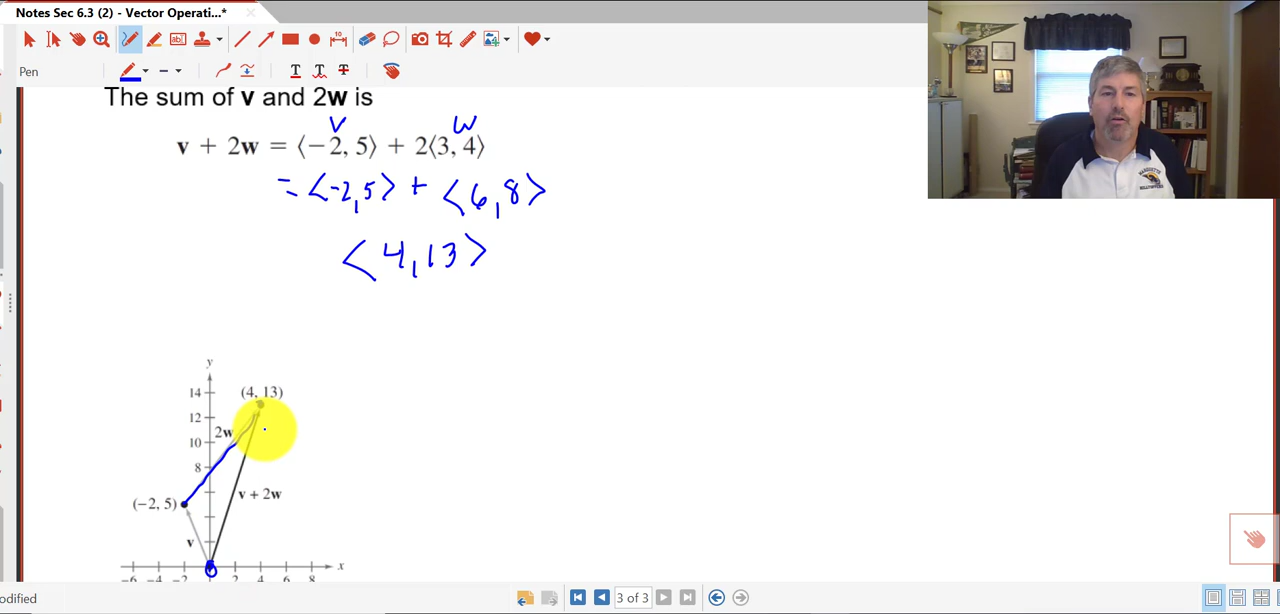 Notes Sec 6.3 (2) - Vector Operati...*
Pen
The sum of v and 2w is
v w
v + 2w = ⟨−2, 5⟩ + 2⟨3, 4⟩
= <-2,5> + <6,8>
<4,13>
y
14
(4, 13)
12
2w
10
8
(−2, 5)
v + 2w
v
x
−6 −4 −2 2 4 6 8
3 of 3
odified